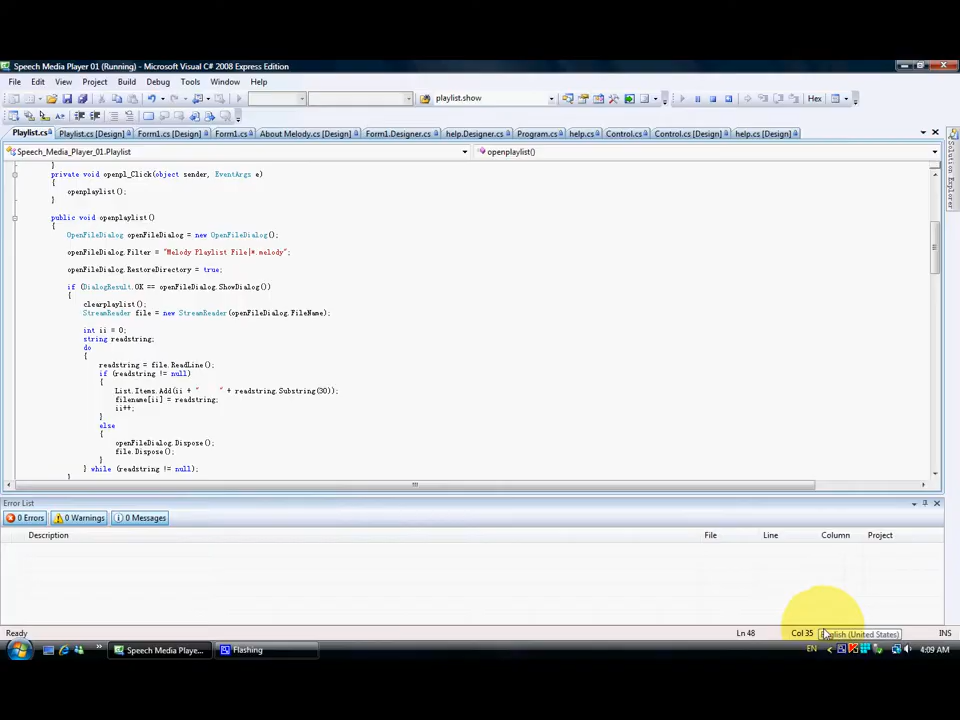 Speech Media Player 01 (Running) - Microsoft Visual C# 2008 Express Edition
File Edit View Project Build Debug Tools Window Help
playlist.show Hex
Playlist.cs Playlist.cs [Design] Form1.cs [Design] Form1.cs About Melody.cs [Design] Form1.Designer.cs help.Designer.cs Program.cs help.cs Control.cs Control.cs [Design] help.cs [Design]
Speech_Media_Player_01.Playlist openplaylist()
Solution Explorer
}
private void openpl_Click(object sender, EventArgs e)
{
openplaylist();
}
public void openplaylist()
{
OpenFileDialog openFileDialog = new OpenFileDialog();
openFileDialog.Filter = "Melody Playlist File|*.melody";
openFileDialog.RestoreDirectory = true;
if (DialogResult.OK == openFileDialog.ShowDialog())
{
clearplaylist();
StreamReader file = new StreamReader(openFileDialog.FileName);
int ii = 0;
string readstring;
do
{
readstring = file.ReadLine();
if (readstring != null)
{
List.Items.Add(ii + "    " + readstring.Substring(30));
filename[ii] = readstring;
ii++;
}
else
{
openFileDialog.Dispose();
file.Dispose();
}
} while (readstring != null);
}
Error List
0 Errors 0 Warnings 0 Messages
Description File Line Column Project
Ready Ln 48 Col 35 English (United States) INS
Speech Media Playe... Flashing EN 4:09 AM